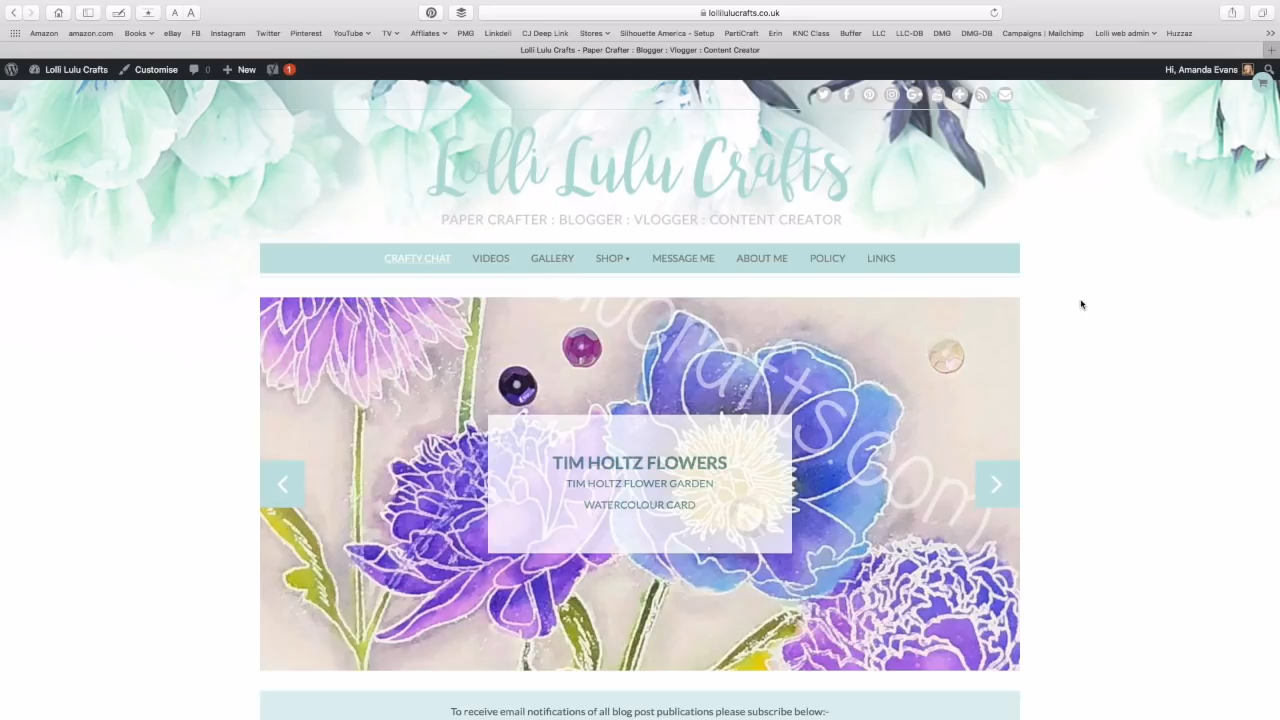 A A
lollilulucrafts.co.uk
Amazon amazon.com Books eBay FB Instagram Twitter Pinterest YouTube TV Affiliates PMG Linkdeli CJ Deep Link Stores Silhouette America - Setup PartiCraft Erin KNC Class Buffer LLC LLC-DB DMG DMG-DB Campaigns | Mailchimp Lolli web admin Huzzaz
Lolli Lulu Crafts - Paper Crafter : Blogger : Vlogger : Content Creator
Lolli Lulu Crafts Customise 0 New 1 Hi, Amanda Evans
Lolli Lulu Crafts
PAPER CRAFTER : BLOGGER : VLOGGER : CONTENT CREATOR
CRAFTY CHAT VIDEOS GALLERY SHOP MESSAGE ME ABOUT ME POLICY LINKS
TIM HOLTZ FLOWERS
TIM HOLTZ FLOWER GARDEN
WATERCOLOUR CARD
To receive email notifications of all blog post publications please subscribe below:-